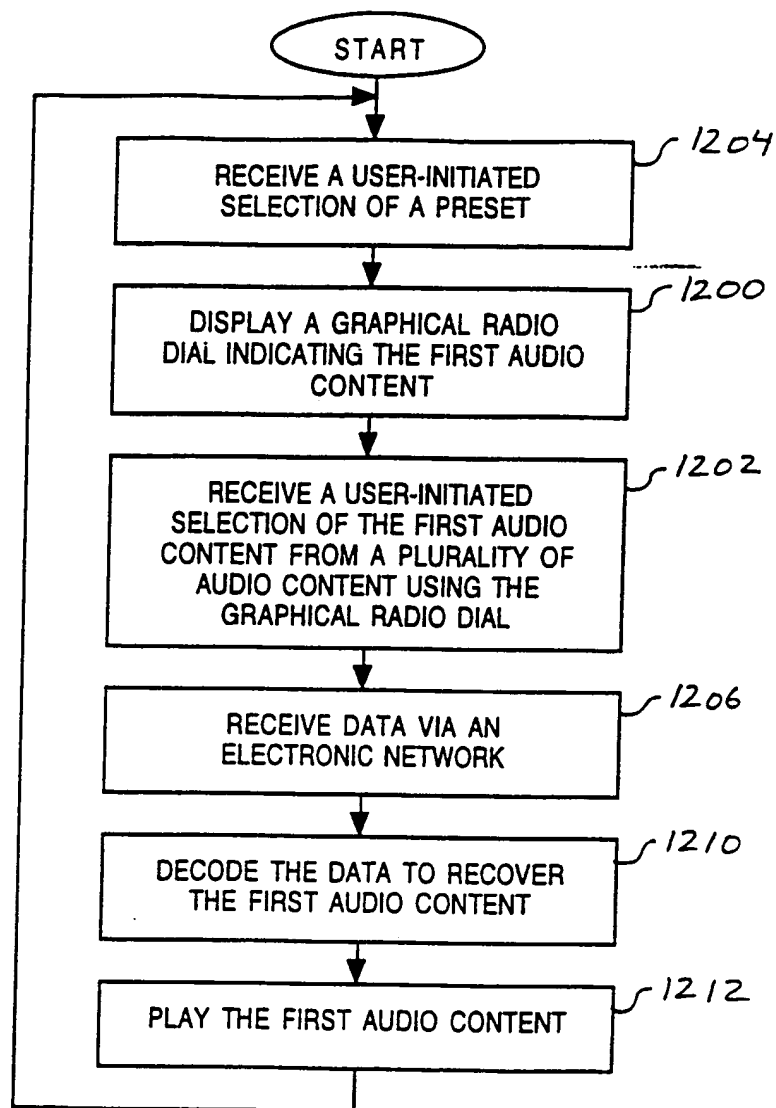 START
1204
RECEIVE A USER-INITIATED
SELECTION OF A PRESET
1200
DISPLAY A GRAPHICAL RADIO
DIAL INDICATING THE FIRST AUDIO
CONTENT
1202
RECEIVE A USER-INITIATED
SELECTION OF THE FIRST AUDIO
CONTENT FROM A PLURALITY OF
AUDIO CONTENT USING THE
GRAPHICAL RADIO DIAL
1206
RECEIVE DATA VIA AN
ELECTRONIC NETWORK
1210
DECODE THE DATA TO RECOVER
THE FIRST AUDIO CONTENT
1212
PLAY THE FIRST AUDIO CONTENT